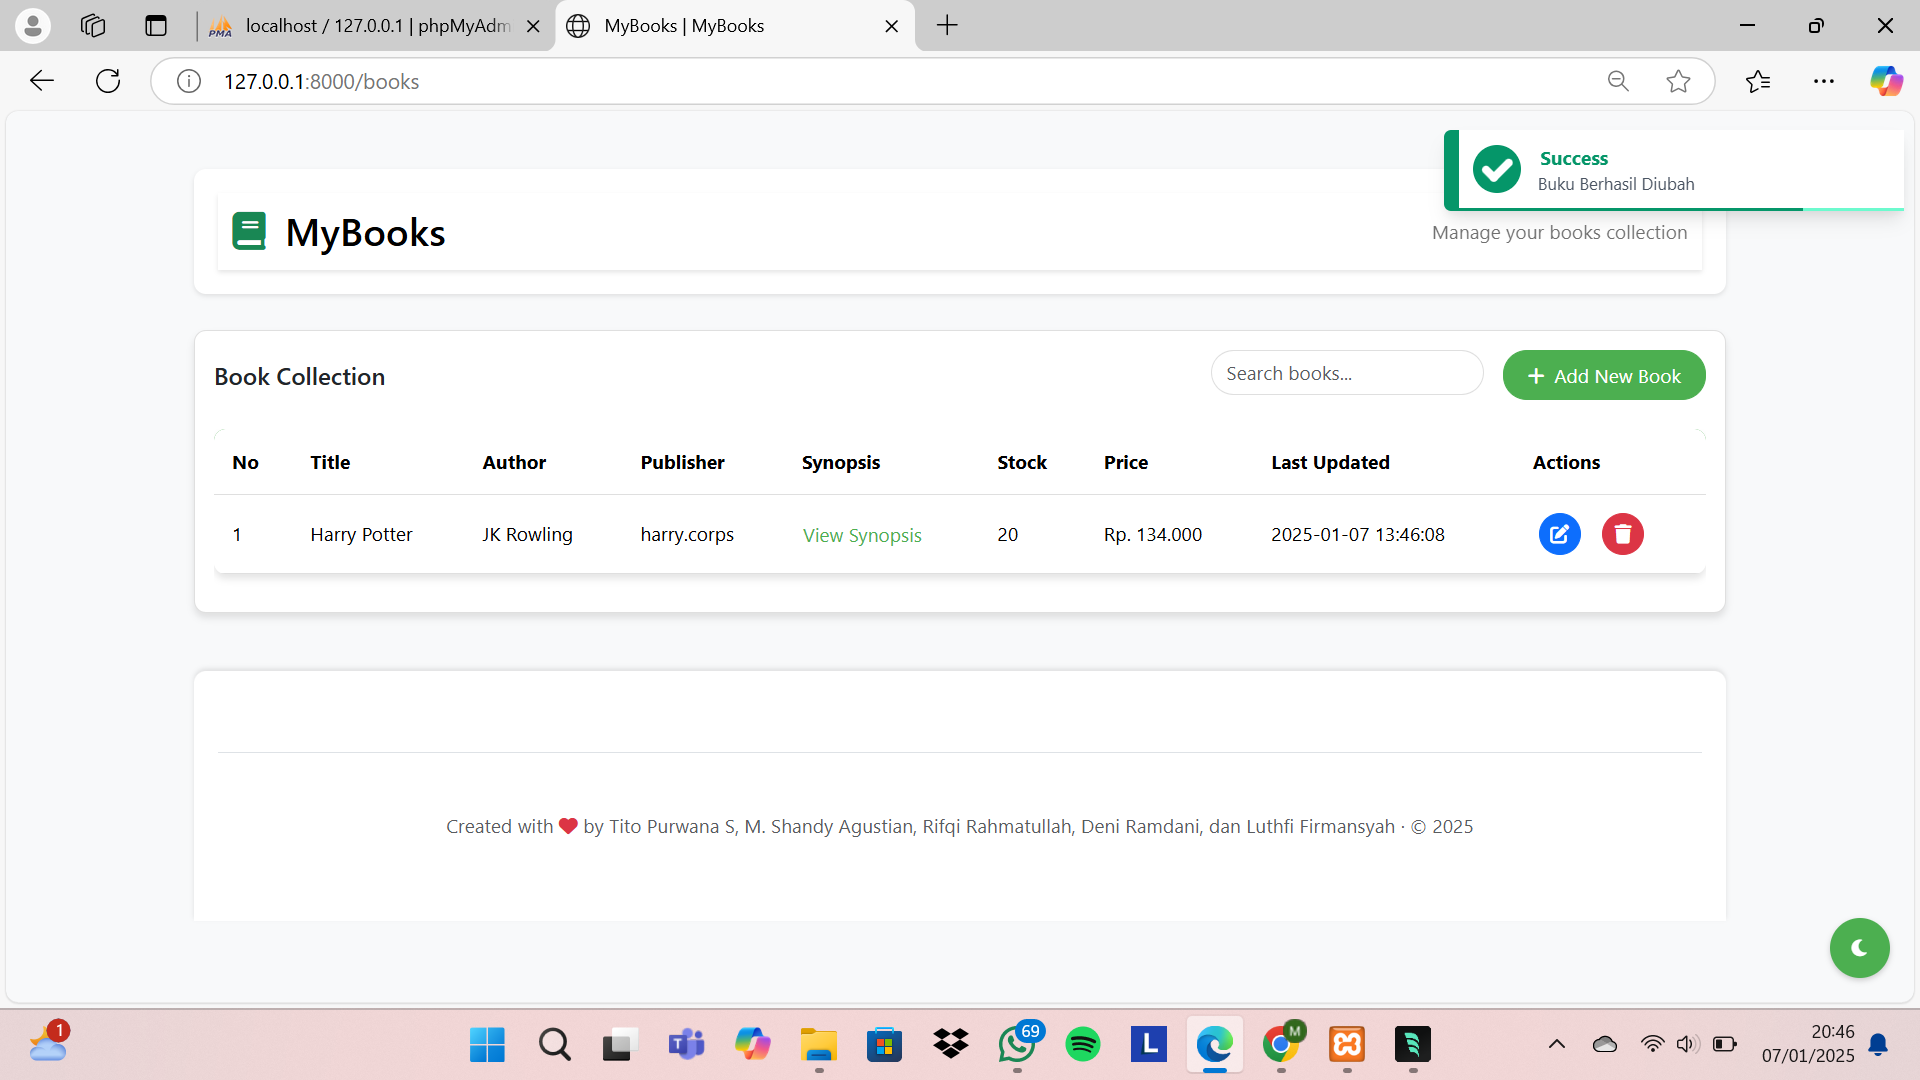 localhost / 127.0.0.1 | phpMyAdm
MyBooks | MyBooks
127.0.0.1:8000/books
Success
Buku Berhasil Diubah
MyBooks
Manage your books collection
Book Collection
Search books...
Add New Book
No Title Author Publisher Synopsis Stock Price Last Updated Actions
1 Harry Potter JK Rowling harry.corps View Synopsis 20 Rp. 134.000 2025-01-07 13:46:08
Created with ❤ by Tito Purwana S, M. Shandy Agustian, Rifqi Rahmatullah, Deni Ramdani, dan Luthfi Firmansyah · © 2025
1
69
M
L
20:46
07/01/2025
PMA